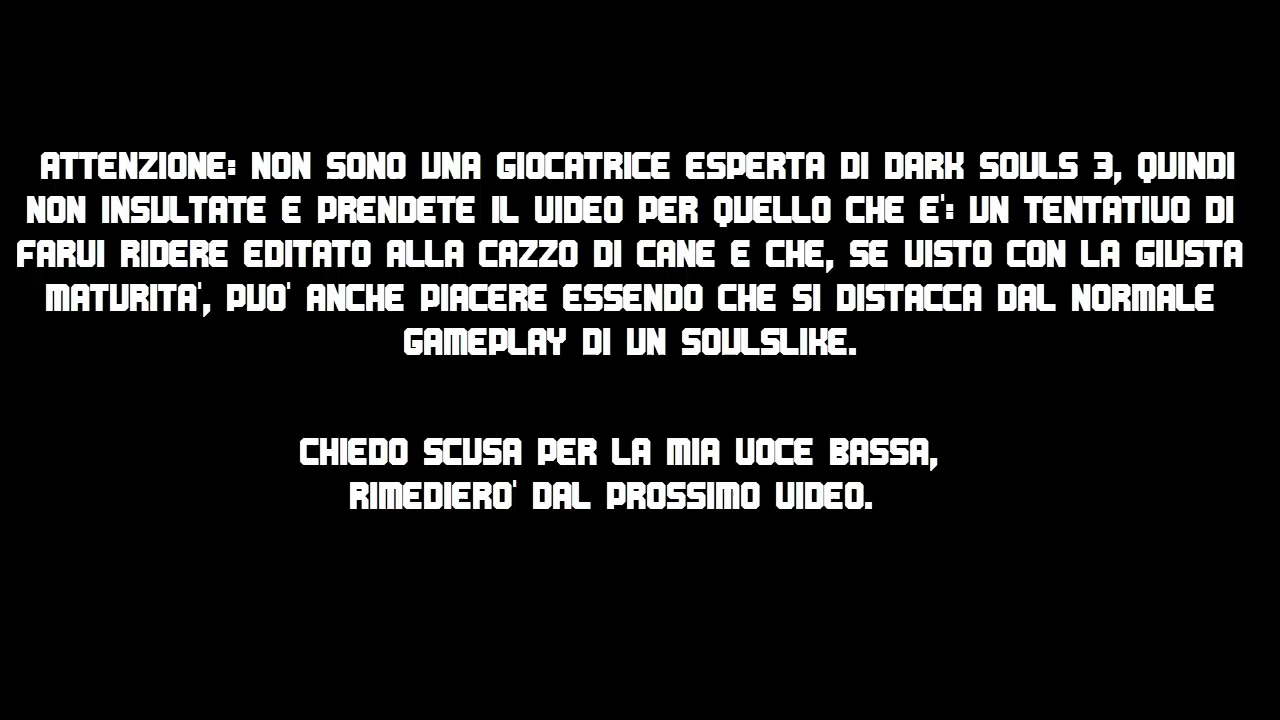 ATTENZIONE: NON SONO UNA GIOCATRICE ESPERTA DI DARK SOULS 3, QUINDI
NON INSULTATE E PRENDETE IL VIDEO PER QUELLO CHE E': UN TENTATIVO DI
FARVI RIDERE EDITATO ALLA CAZZO DI CANE E CHE, SE VISTO CON LA GIUSTA
MATURITA', PUO' ANCHE PIACERE ESSENDO CHE SI DISTACCA DAL NORMALE
GAMEPLAY DI UN SOULSLIKE.
CHIEDO SCUSA PER LA MIA VOCE BASSA,
RIMEDIERO' DAL PROSSIMO VIDEO.